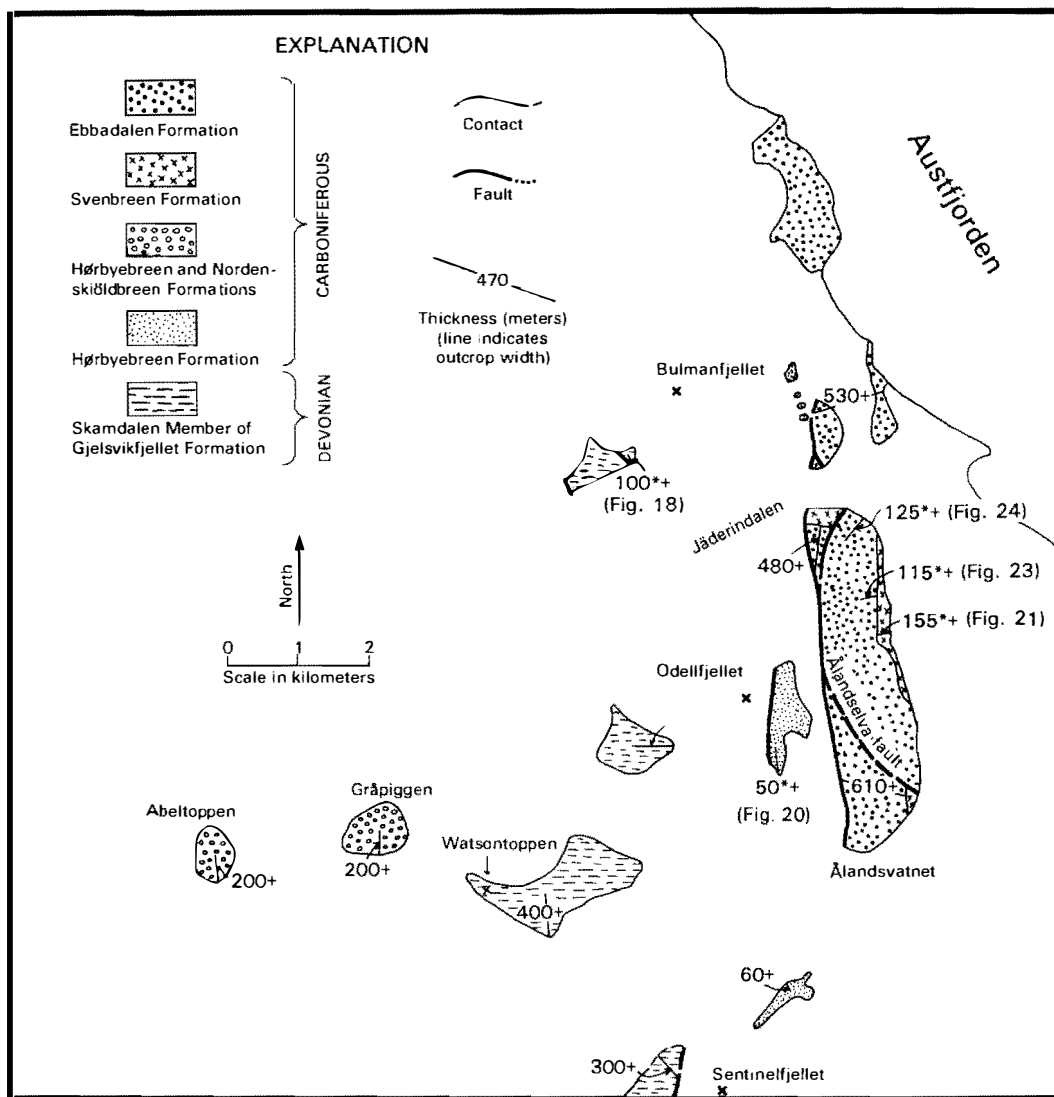 EXPLANATION
Ebbadalen Formation
Svenbreen Formation
Hørbyebreen and Norden-
skiöldbreen Formations
Hørbyebreen Formation
CARBONIFEROUS
Skamdalen Member of
Gjelsvikfjellet Formation
DEVONIAN
Contact
Fault
470
Thickness (meters)
(line indicates
outcrop width)
North
0 1 2
Scale in kilometers
Austfjorden
Bulmanfjellet
530+
100*+
(Fig. 18)
Jäderindalen
125*+ (Fig. 24)
480+
115*+ (Fig. 23)
155*+ (Fig. 21)
Odellfjellet
Ålandselva fault
50*+
(Fig. 20)
610+
Ålandsvatnet
Abeltoppen
200+
Gråpiggen
200+
Watsontoppen
400+
60+
300+
Sentinelfjellet